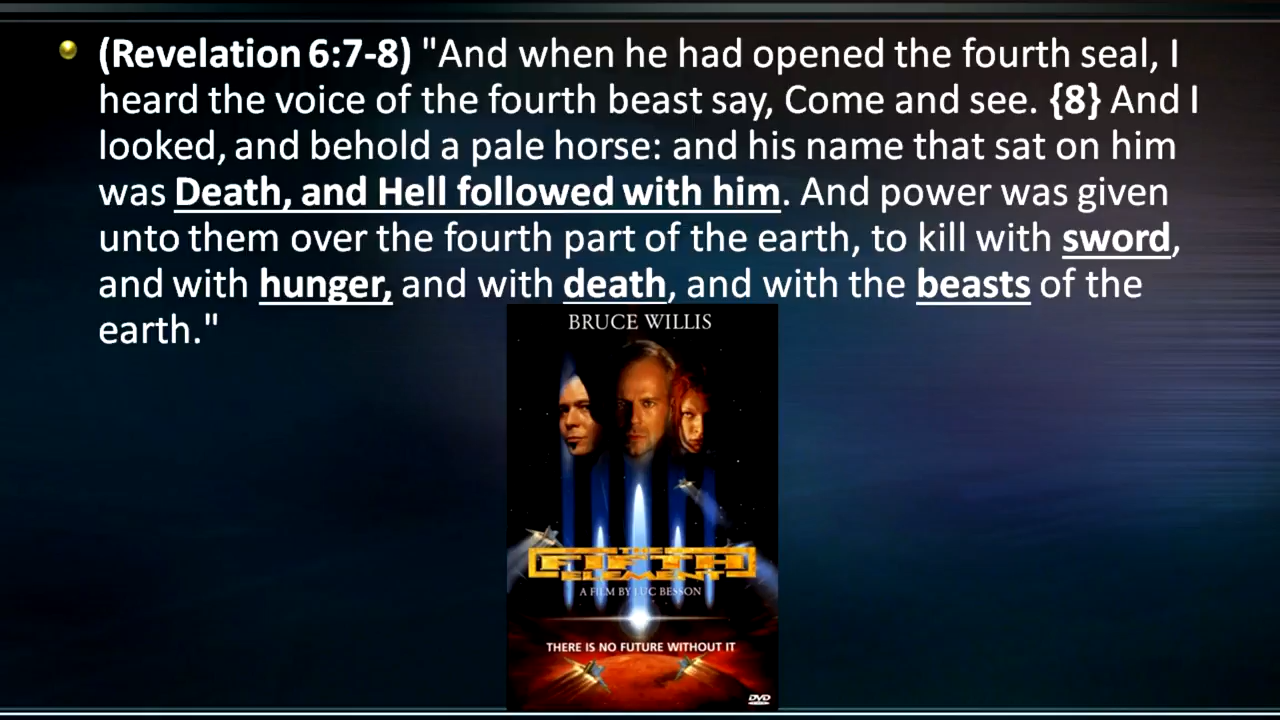 (Revelation 6:7-8) "And when he had opened the fourth seal, I
heard the voice of the fourth beast say, Come and see. {8} And I
looked, and behold a pale horse: and his name that sat on him
was Death, and Hell followed with him. And power was given
unto them over the fourth part of the earth, to kill with sword,
and with hunger, and with death, and with the beasts of the
earth."
BRUCE WILLIS
THE
FIFTH
ELEMENT
A FILM BY LUC BESSON
THERE IS NO FUTURE WITHOUT IT
DVD